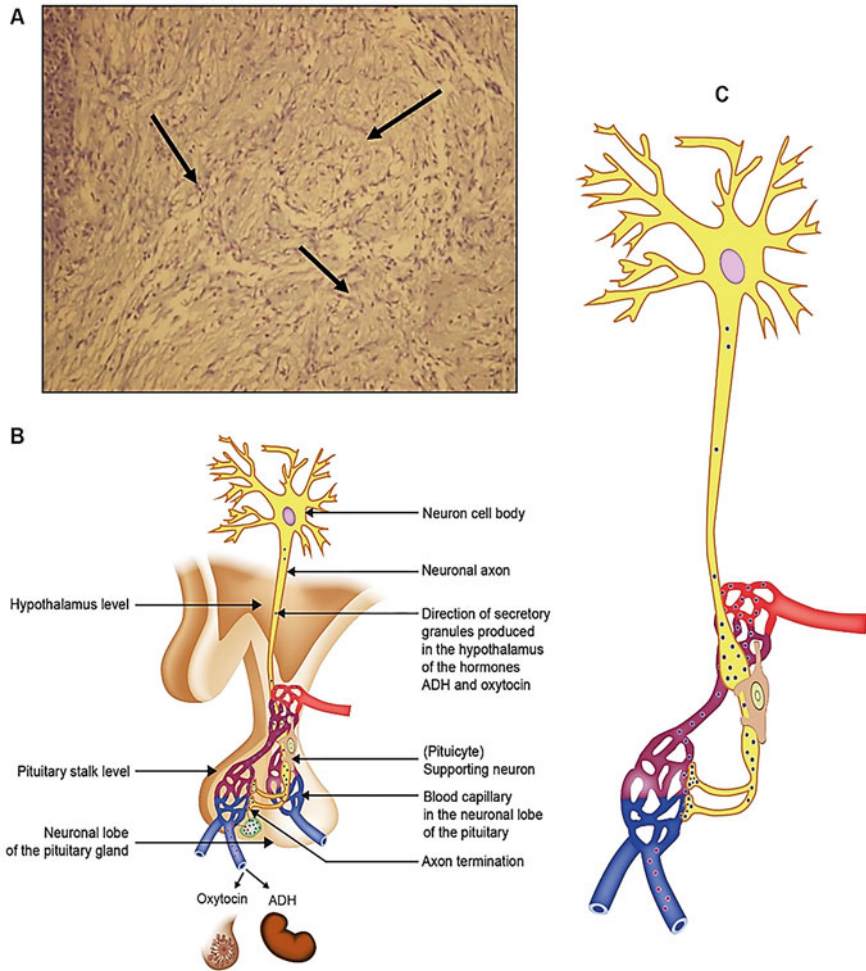 A
B
C
Neuron cell body
Neuronal axon
Hypothalamus level
Direction of secretory
granules produced
in the hypothalamus
of the hormones
ADH and oxytocin
(Pituicyte)
Supporting neuron
Pituitary stalk level
Blood capillary
in the neuronal lobe
of the pituitary
Neuronal lobe
of the pituitary gland
Axon termination
Oxytocin
ADH